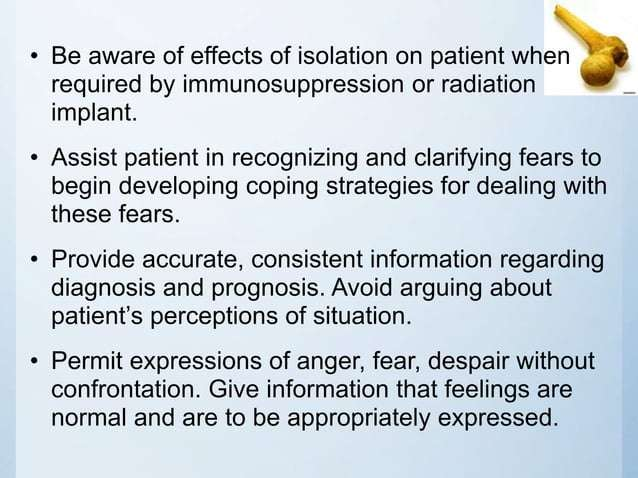 • Be aware of effects of isolation on patient when
required by immunosuppression or radiation
implant.
• Assist patient in recognizing and clarifying fears to
begin developing coping strategies for dealing with
these fears.
• Provide accurate, consistent information regarding
diagnosis and prognosis. Avoid arguing about
patient’s perceptions of situation.
• Permit expressions of anger, fear, despair without
confrontation. Give information that feelings are
normal and are to be appropriately expressed.